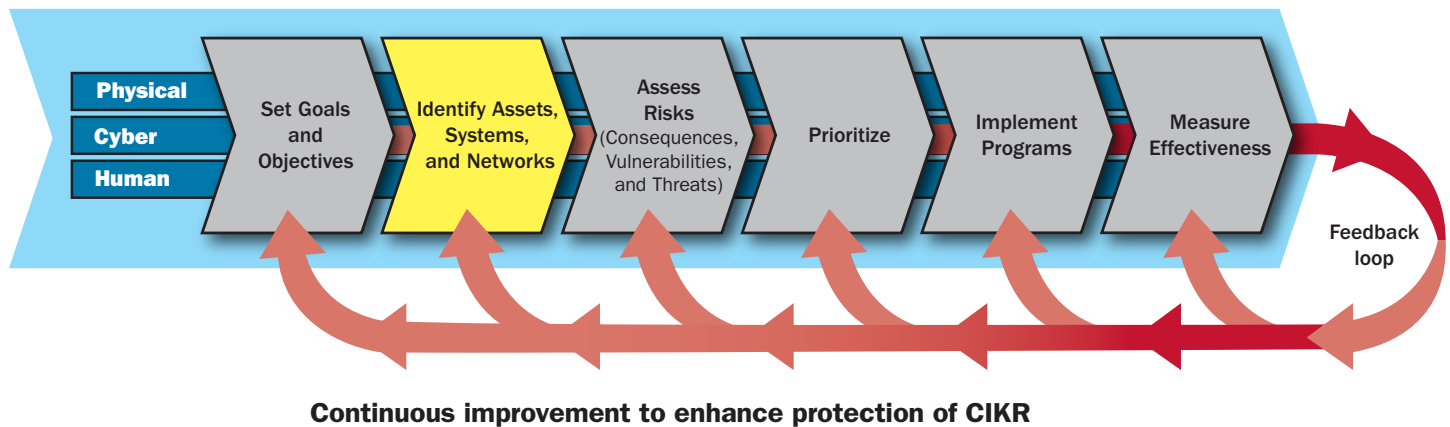 Physical
Cyber
Human
Set Goals
and
Objectives
Identify Assets,
Systems,
and Networks
Assess
Risks
(Consequences,
Vulnerabilities,
and Threats)
Prioritize
Implement
Programs
Measure
Effectiveness
Feedback
loop
Continuous improvement to enhance protection of CIKR